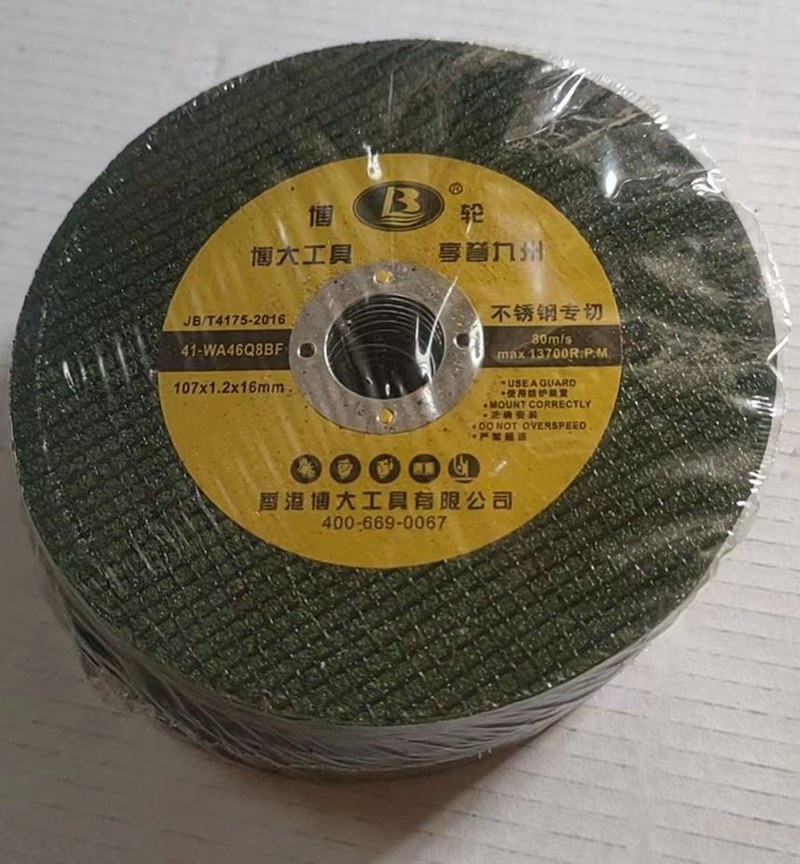 博 B ® 轮
博大工具 享誉九州
JB/T4175-2016 不锈钢专切
41-WA46Q8BF 80m/s
max 13700R.P.M
107x1.2x16mm
•USE A GUARD
•使用防护装置
•MOUNT CORRECTLY
•正确安装
•DO NOT OVERSPEED
•严禁超速
香港博大工具有限公司
400-669-0067